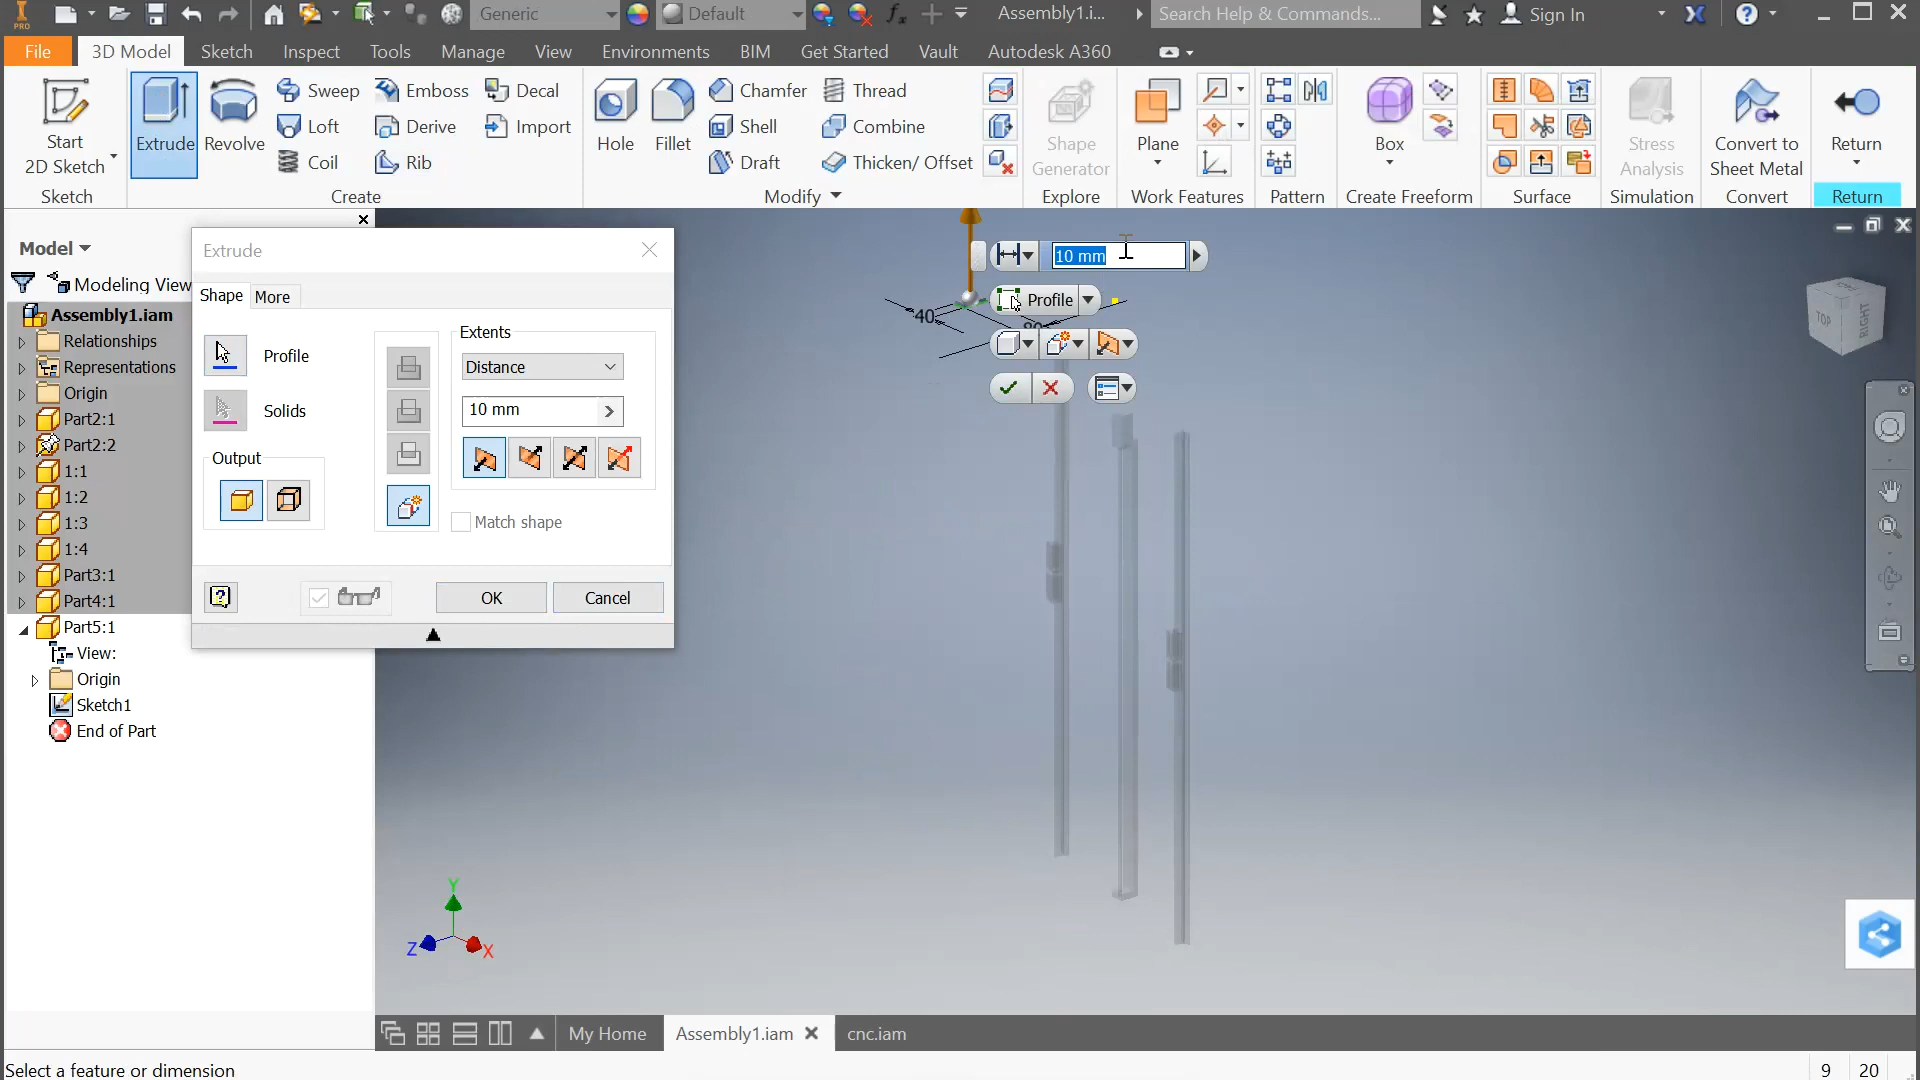 PRO
Generic
Default
Assembly1.i...
Search Help & Commands...
Sign In
File
3D Model
Sketch
Inspect
Tools
Manage
View
Environments
BIM
Get Started
Vault
Autodesk A360
Start
2D Sketch
Extrude
Revolve
Sweep
Loft
Coil
Emboss
Derive
Rib
Decal
Import
Hole
Fillet
Chamfer
Shell
Draft
Thread
Combine
Thicken/ Offset
Shape
Generator
Plane
Box
Stress
Analysis
Convert to
Sheet Metal
Return
Sketch
Create
Modify
Explore
Work Features
Pattern
Create Freeform
Surface
Simulation
Convert
Return
Model
Modeling View
Assembly1.iam
Relationships
Representations
Origin
Part2:1
Part2:2
1:1
1:2
1:3
1:4
Part3:1
Part4:1
Part5:1
View:
Origin
Sketch1
End of Part
Extrude
Shape
More
Profile
Solids
Output
Extents
Distance
10 mm
Match shape
OK
Cancel
10 mm
Profile
40
TOP
RIGHT
Y
Z
X
My Home
Assembly1.iam
cnc.iam
Select a feature or dimension
9
20